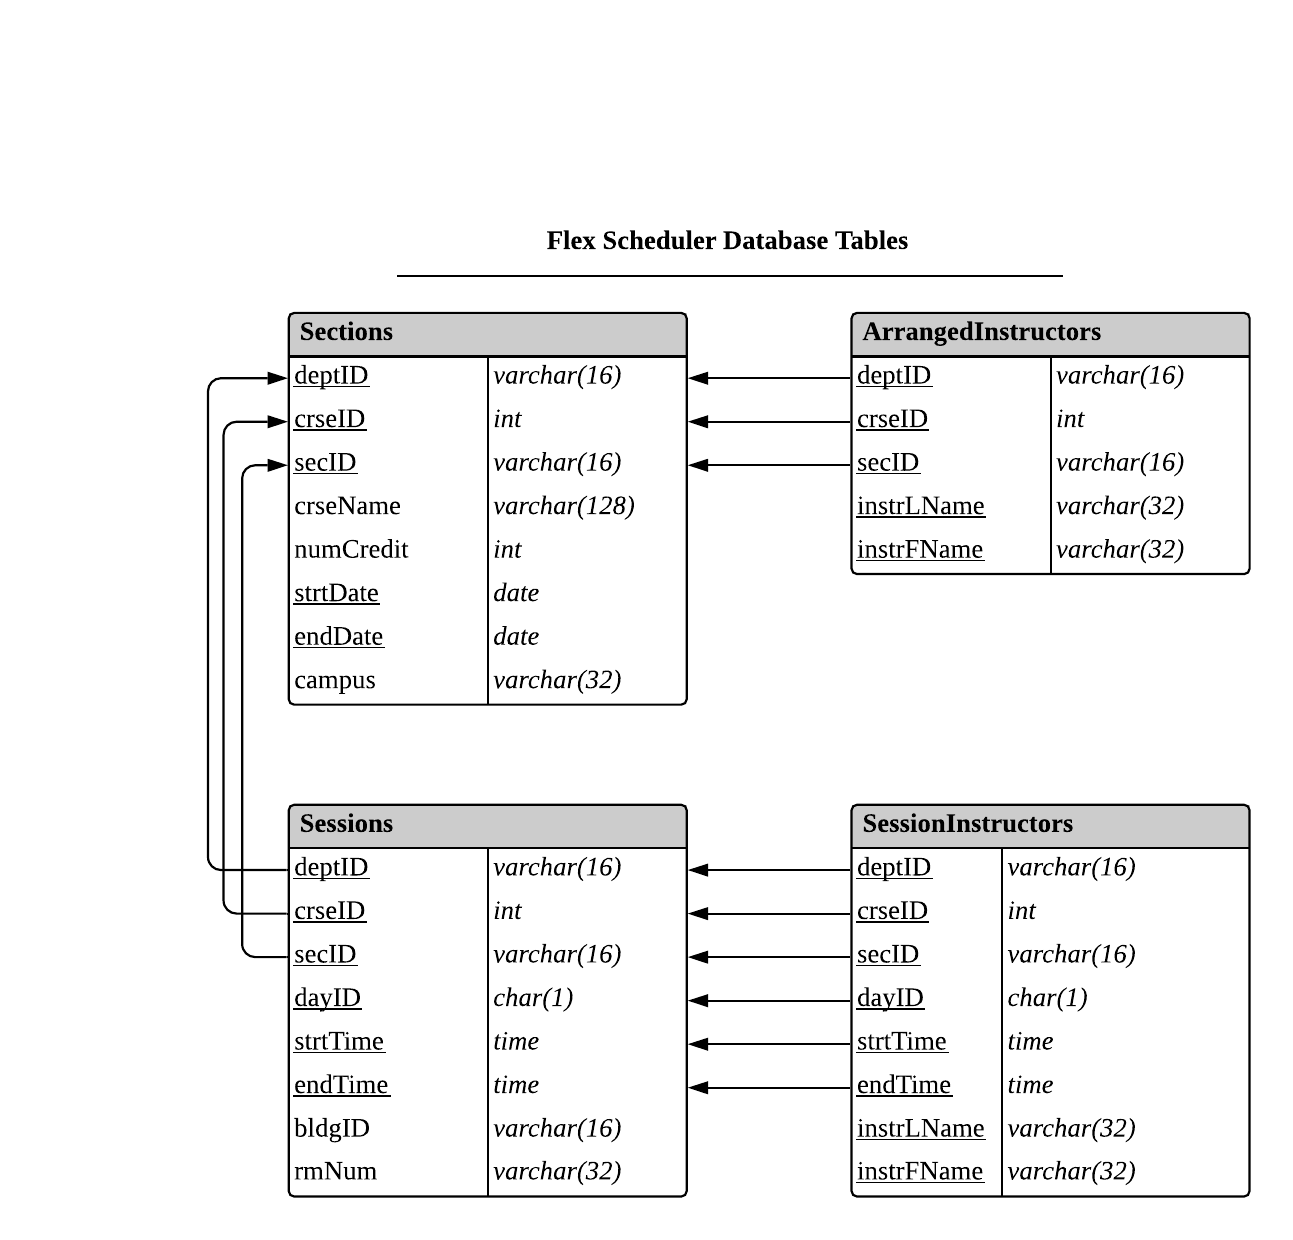 Flex Scheduler Database Tables
Sections
deptID varchar(16)
crseID int
secID varchar(16)
crseName varchar(128)
numCredit int
strtDate date
endDate date
campus varchar(32)
ArrangedInstructors
deptID varchar(16)
crseID int
secID varchar(16)
instrLName varchar(32)
instrFName varchar(32)
Sessions
deptID varchar(16)
crseID int
secID varchar(16)
dayID char(1)
strtTime time
endTime time
bldgID varchar(16)
rmNum varchar(32)
SessionInstructors
deptID varchar(16)
crseID int
secID varchar(16)
dayID char(1)
strtTime time
endTime time
instrLName varchar(32)
instrFName varchar(32)